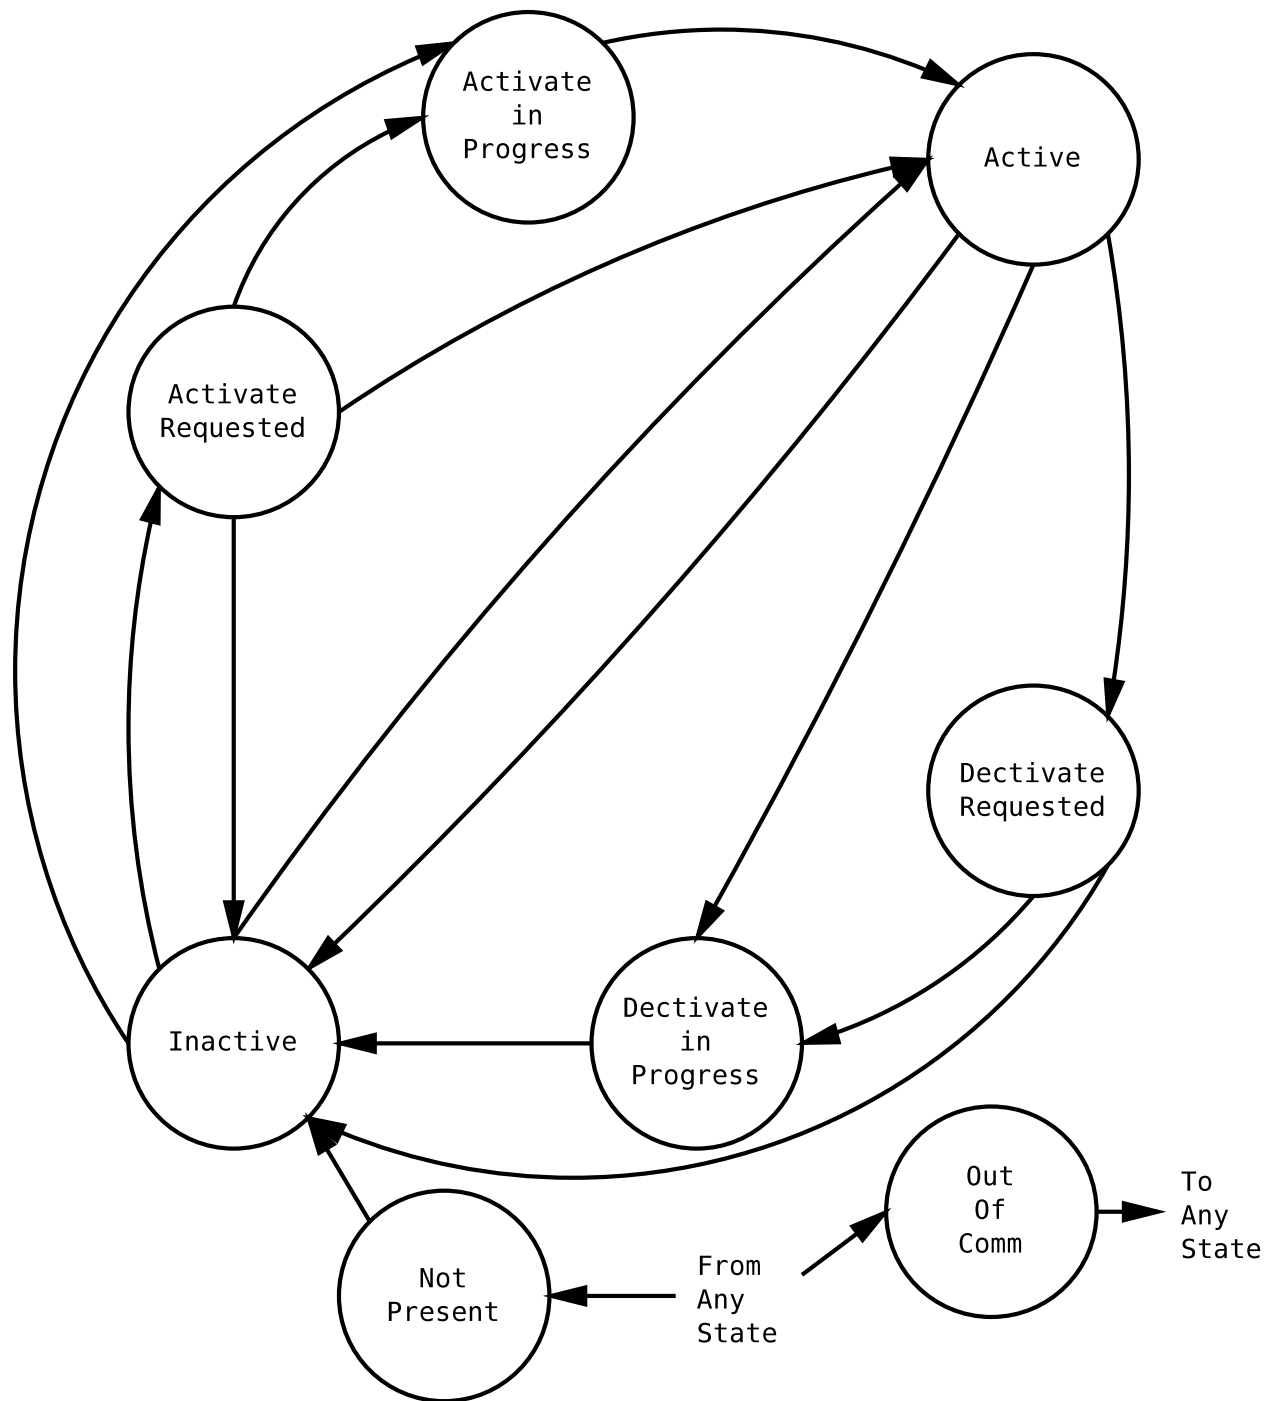 Activate
in
Progress
Active
Activate
Requested
Dectivate
Requested
Dectivate
in
Progress
Inactive
Out
Of
Comm
To
Any
State
From
Any
State
Not
Present